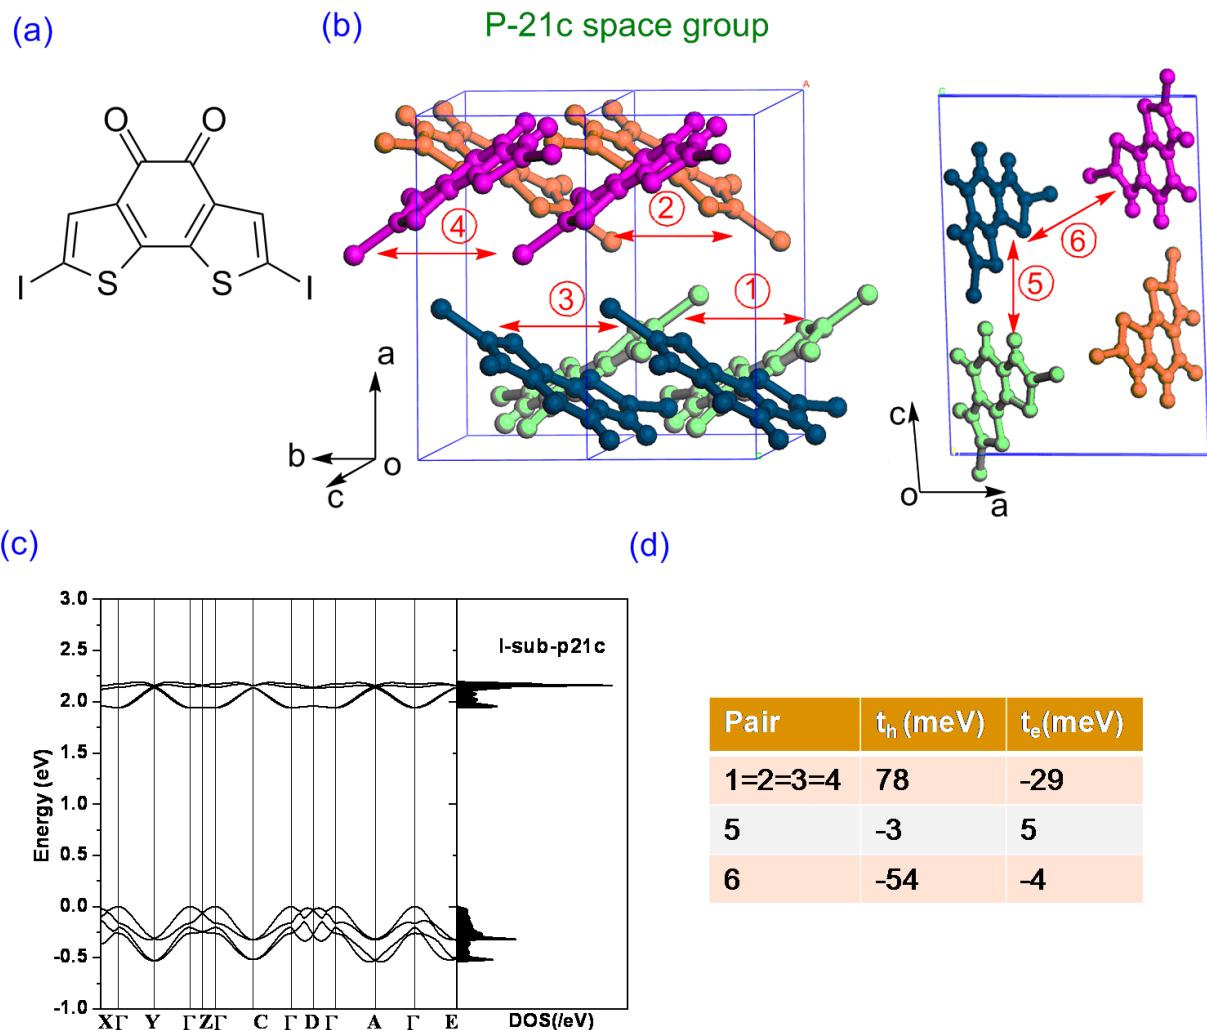 (a)
(b)
P-21c space group
O O
I S S I
A
②
④
③
①
a
b
o
c
C
C
⑥
⑤
c
o
a
(c)
(d)
3.0
2.5
2.0
1.5
1.0
0.5
0.0
-0.5
-1.0
Energy (eV)
I-sub-p21c
X Γ Y Γ Z Γ C Γ D Γ A Γ E
DOS(/eV)
Pair th (meV) te(meV)
1=2=3=4 78 -29
5 -3 5
6 -54 -4